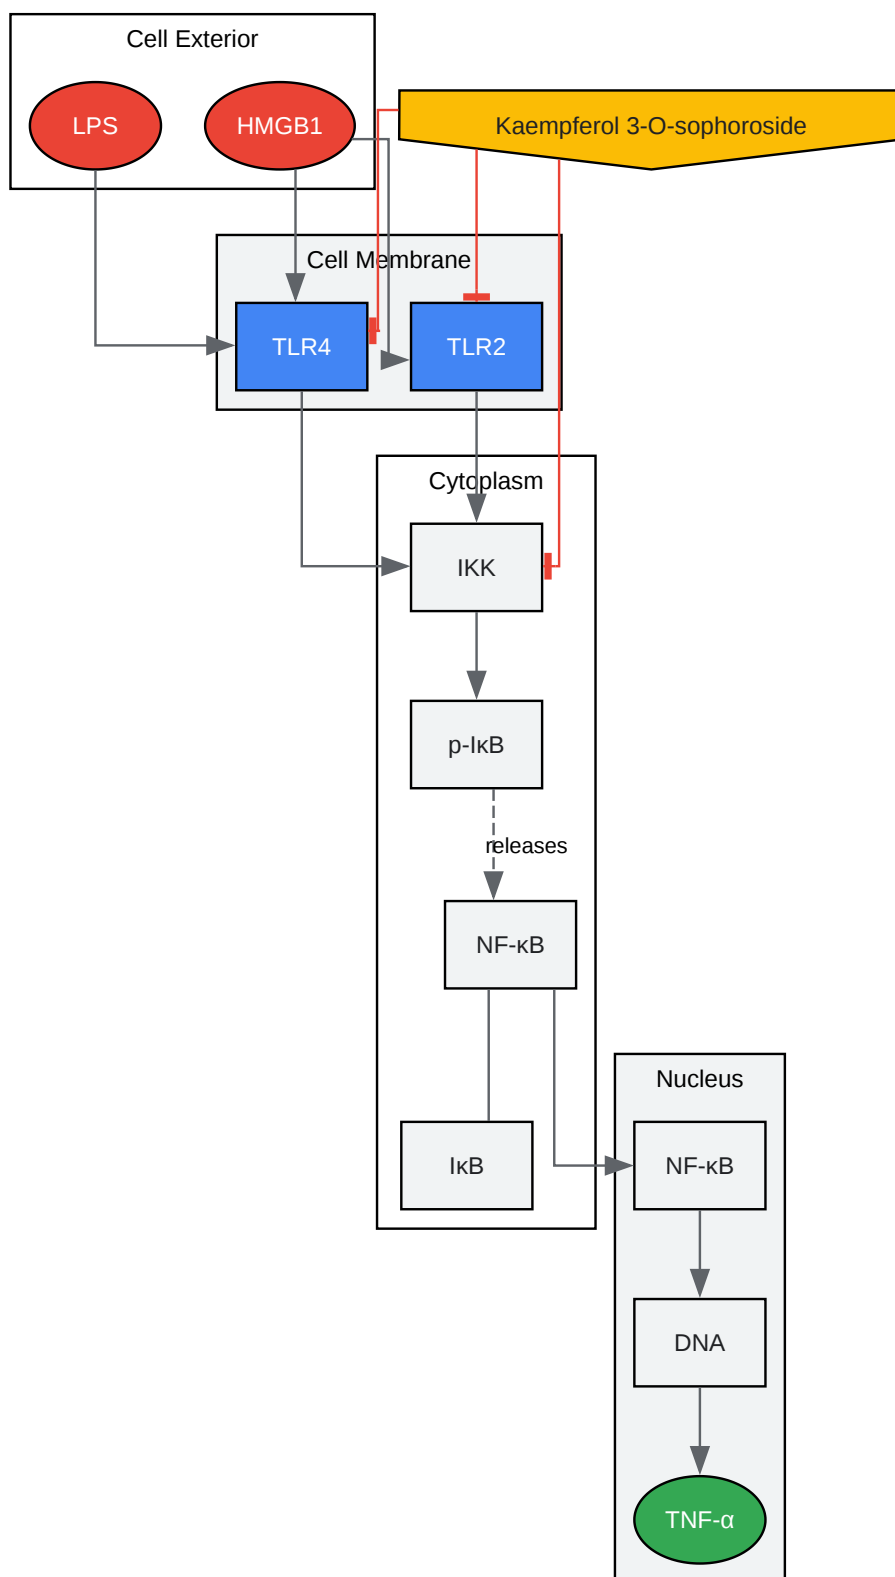 Cell Exterior
LPS
HMGB1
Kaempferol 3-O-sophoroside
Cell Membrane
TLR4
TLR2
Cytoplasm
IKK
p-IκB
releases
NF-κB
Nucleus
IκB
NF-κB
DNA
TNF-α